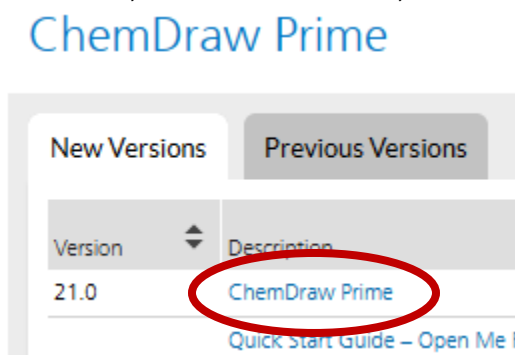 ChemDraw Prime
New Versions Previous Versions
Version Description
21.0 ChemDraw Prime
Quick Start Guide – Open Me